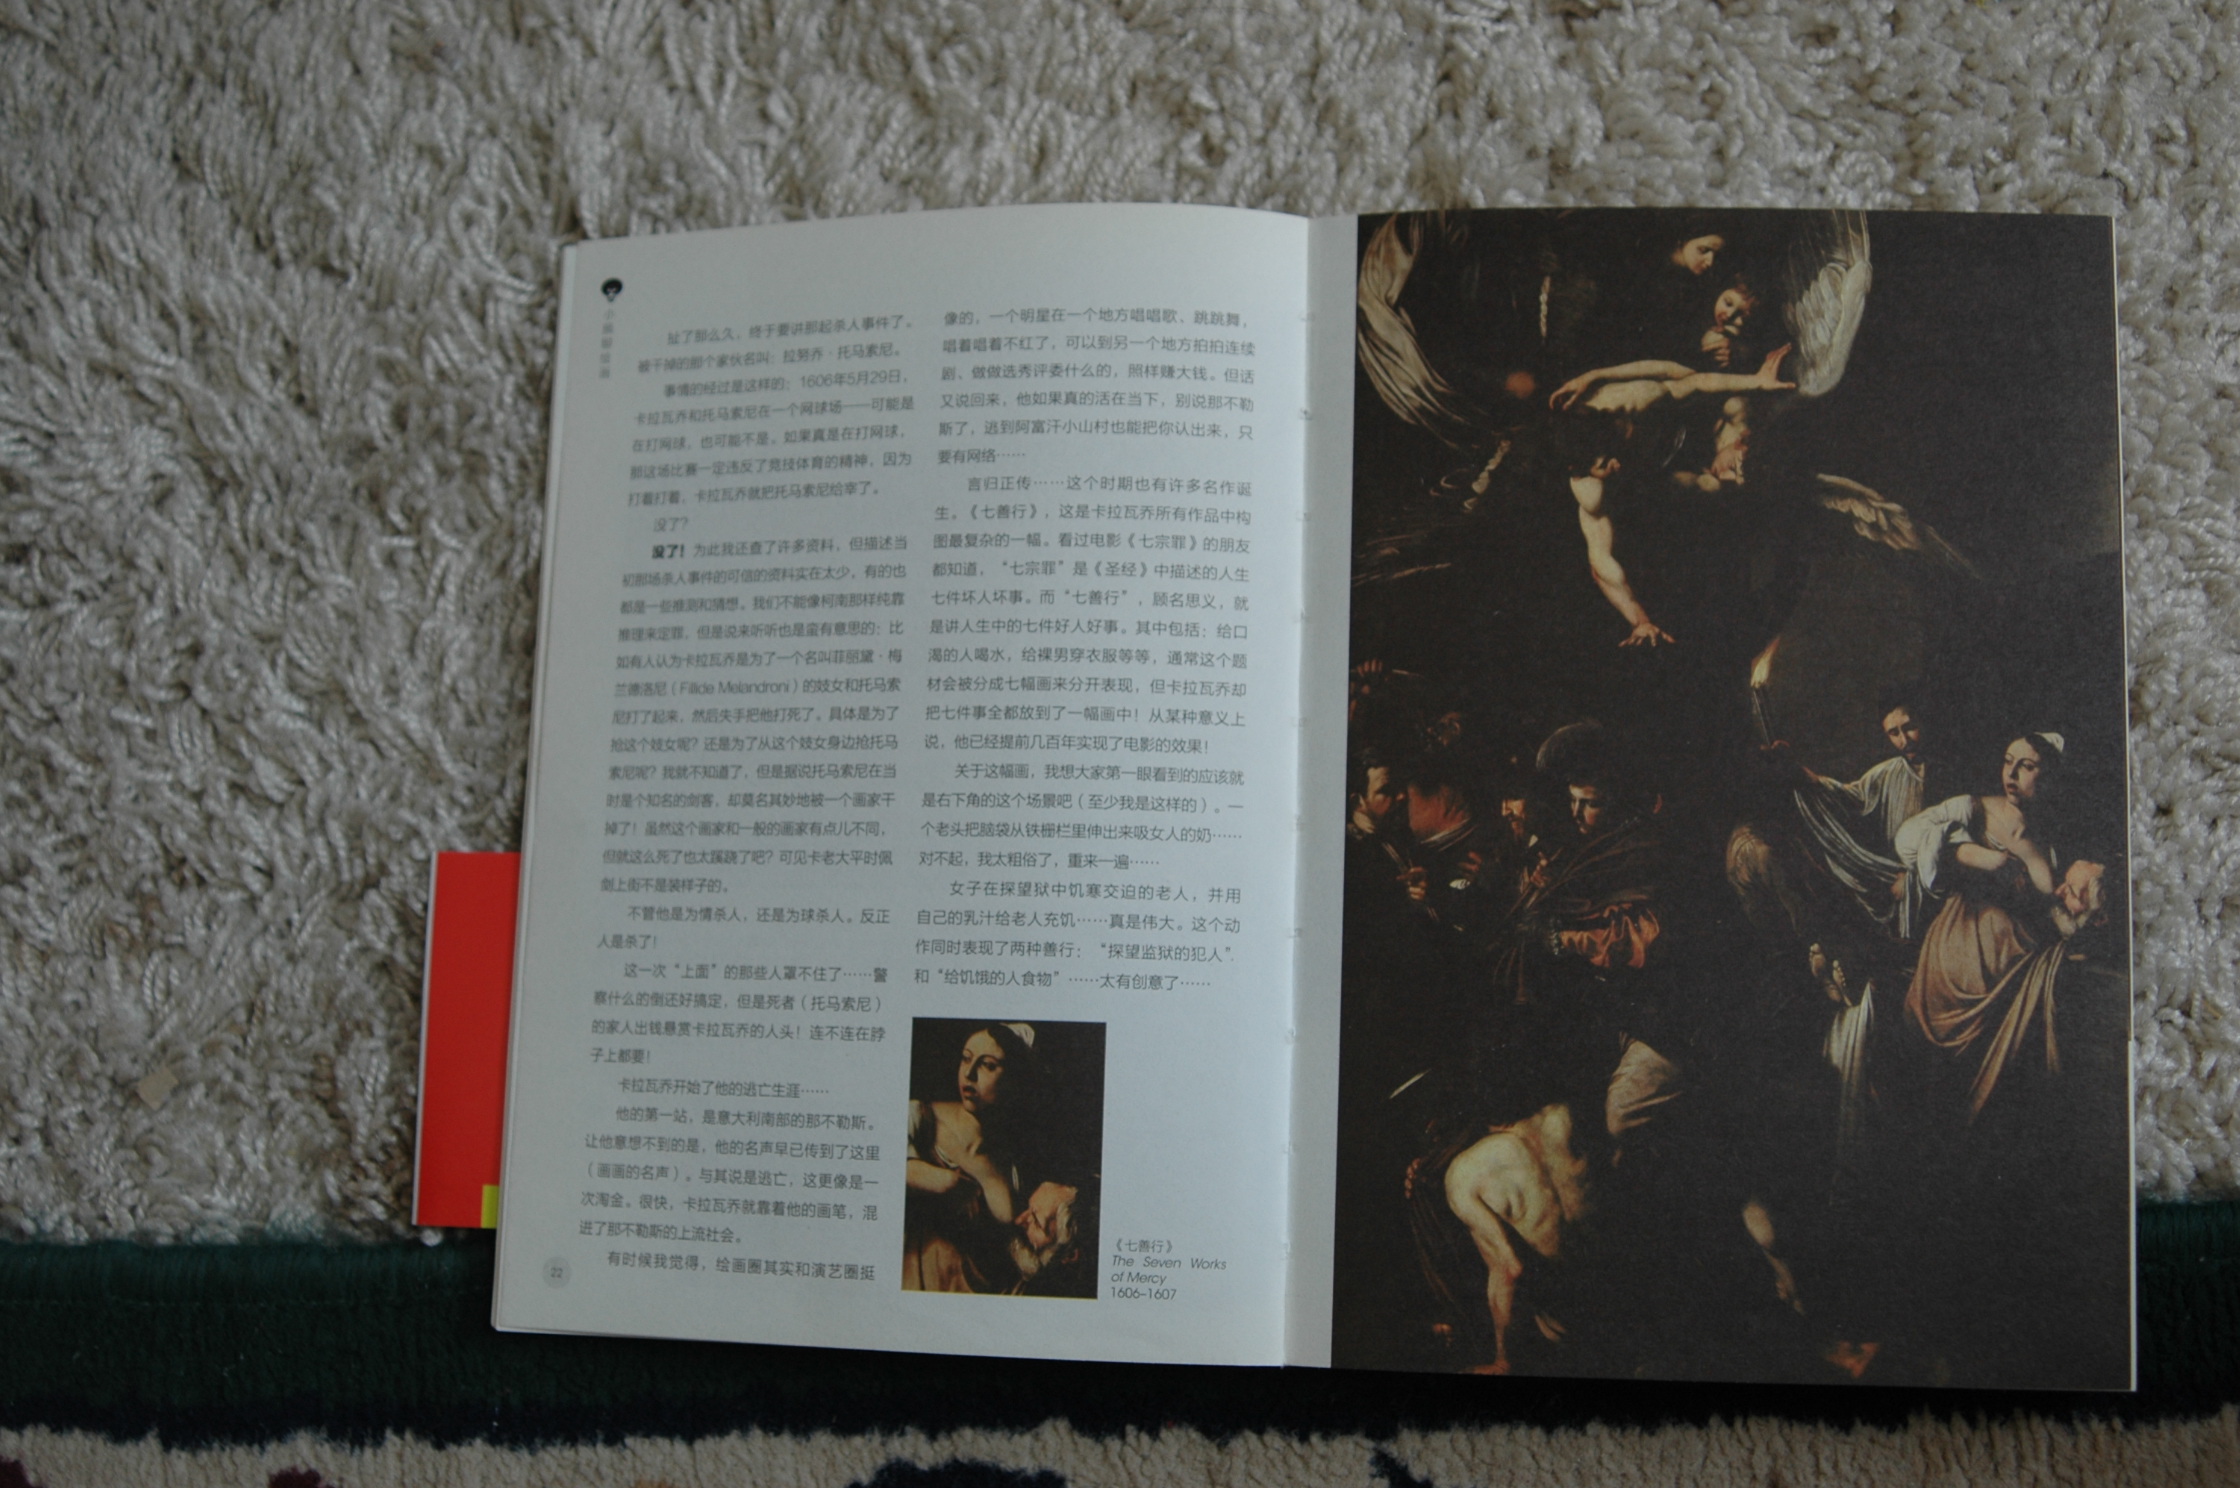 扯了那么久，终于要讲那起杀人事件了。
被干掉的那个家伙名叫：拉努乔·托马索尼。
事情的经过是这样的：1606年5月29日，
卡拉瓦乔和托马索尼在一个网球场——可能是
在打网球，也可能不是。如果真是在打网球，
那这场比赛一定违反了竞技体育的精神，因为
打着打着，卡拉瓦乔就把托马索尼给宰了。
没了？
没了！为此我还查了许多资料，但描述当
初那场杀人事件的可信的资料实在太少，有的也
都是一些推测和猜想。我们不能像柯南那样纯靠
推理来定罪，但是说来听听也是蛮有意思的：比
如有人认为卡拉瓦乔是为了一个名叫菲丽黛·梅
兰德洛尼（Fillide Melandroni）的妓女和托马索
尼打了起来，然后失手把他打死了。具体是为了
抢这个妓女呢？还是为了从这个妓女身边抢托马
索尼呢？我就不知道了，但是据说托马索尼在当
时是个知名的剑客，却莫名其妙地被一个画家干
掉了！虽然这个画家和一般的画家有点儿不同，
但就这么死了也太蹊跷了吧？可见卡老大平时佩
剑上街不是装样子的。
不管他是为情杀人，还是为球杀人。反正
人是杀了！
这一次“上面”的那些人罩不住了……警
察什么的倒还好搞定，但是死者（托马索尼）
的家人出钱悬赏卡拉瓦乔的人头！连不连在脖
子上都要！
卡拉瓦乔开始了他的逃亡生涯……
他的第一站，是意大利南部的那不勒斯。
让他意想不到的是，他的名声早已传到了这里
（画画的名声）。与其说是逃亡，这更像是一
次淘金。很快，卡拉瓦乔就靠着他的画笔，混
进了那不勒斯的上流社会。
有时候我觉得，绘画圈其实和演艺圈挺
22
像的，一个明星在一个地方唱唱歌、跳跳舞，
唱着唱着不红了，可以到另一个地方拍拍连续
剧、做做选秀评委什么的，照样赚大钱。但话
又说回来，他如果真的活在当下，别说那不勒
斯了，逃到阿富汗小山村也能把你认出来，只
要有网络……
言归正传……这个时期也有许多名作诞
生。《七善行》，这是卡拉瓦乔所有作品中构
图最复杂的一幅。看过电影《七宗罪》的朋友
都知道，“七宗罪”是《圣经》中描述的人生
七件坏人坏事。而“七善行”，顾名思义，就
是讲人生中的七件好人好事。其中包括：给口
渴的人喝水，给裸男穿衣服等等，通常这个题
材会被分成七幅画来分开表现，但卡拉瓦乔却
把七件事全都放到了一幅画中！从某种意义上
说，他已经提前几百年实现了电影的效果！
关于这幅画，我想大家第一眼看到的应该就
是右下角的这个场景吧（至少我是这样的）。一
个老头把脑袋从铁栅栏里伸出来吸女人的奶……
对不起，我太粗俗了，重来一遍……
女子在探望狱中饥寒交迫的老人，并用
自己的乳汁给老人充饥……真是伟大。这个动
作同时表现了两种善行：“探望监狱的犯人”
和“给饥饿的人食物”……太有创意了……
《七善行》
The Seven Works
of Mercy
1606-1607